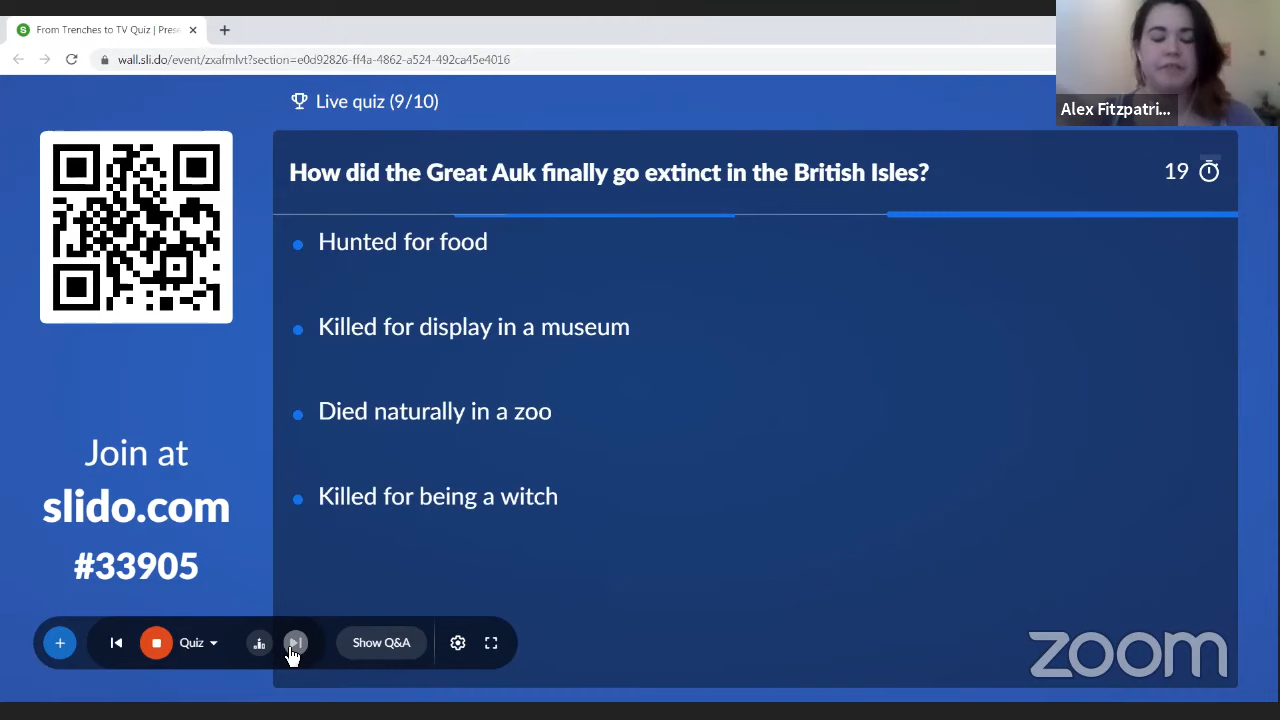 From Trenches to TV Quiz | Pres
wall.sli.do/event/zxafmlvt?section=e0d92826-ff4a-4862-a524-492ca45e4016
Alex Fitzpatri...
Live quiz (9/10)
How did the Great Auk finally go extinct in the British Isles?
19
Hunted for food
Killed for display in a museum
Died naturally in a zoo
Killed for being a witch
Join at
slido.com
#33905
Quiz
Show Q&A
zoom